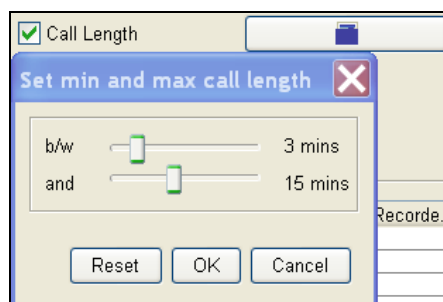 Call Length
Set min and max call length
b/w 3 mins
and 15 mins
Recorde.
Reset OK Cancel